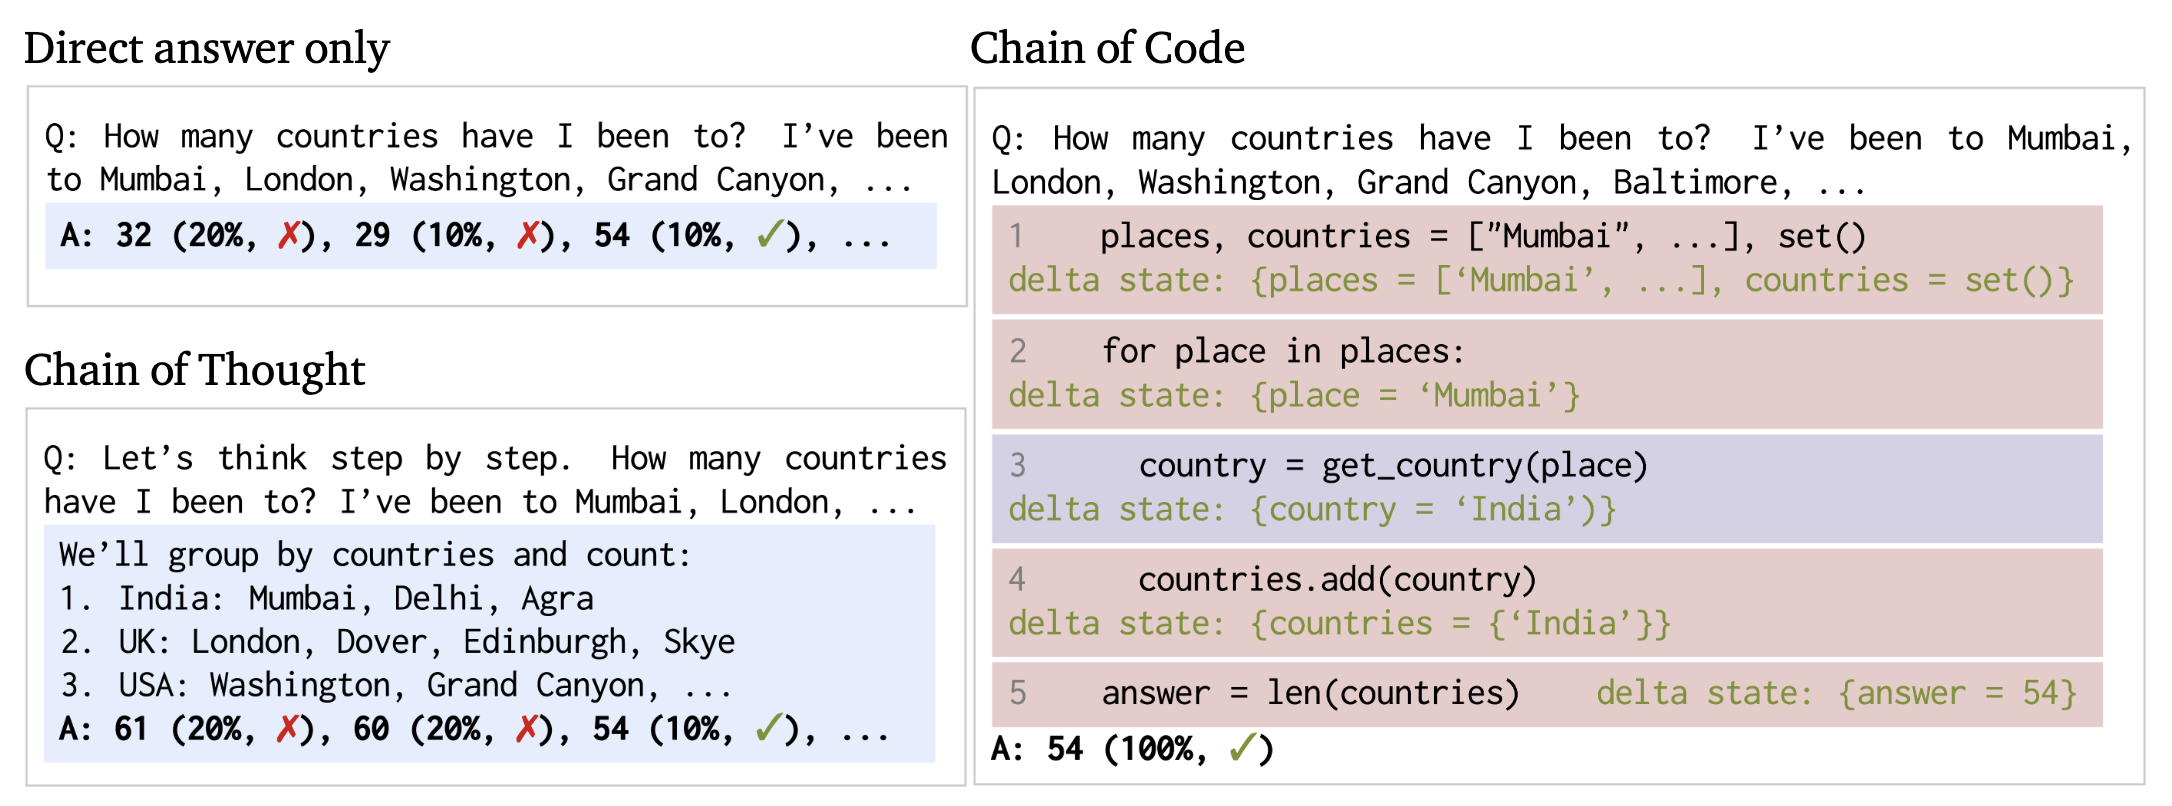 Direct answer only
Q: How many countries have I been to? I’ve been
to Mumbai, London, Washington, Grand Canyon, ...
A: 32 (20%, ✗), 29 (10%, ✗), 54 (10%, ✓), ...
Chain of Thought
Q: Let’s think step by step. How many countries
have I been to? I’ve been to Mumbai, London, ...
We’ll group by countries and count:
1. India: Mumbai, Delhi, Agra
2. UK: London, Dover, Edinburgh, Skye
3. USA: Washington, Grand Canyon, ...
A: 61 (20%, ✗), 60 (20%, ✗), 54 (10%, ✓), ...
Chain of Code
Q: How many countries have I been to? I’ve been to Mumbai,
London, Washington, Grand Canyon, Baltimore, ...
1 places, countries = ["Mumbai", ...], set()
delta state: {places = [‘Mumbai’, ...], countries = set()}
2 for place in places:
delta state: {place = ‘Mumbai’}
3 country = get_country(place)
delta state: {country = ‘India’)}
4 countries.add(country)
delta state: {countries = {‘India’}}
5 answer = len(countries) delta state: {answer = 54}
A: 54 (100%, ✓)